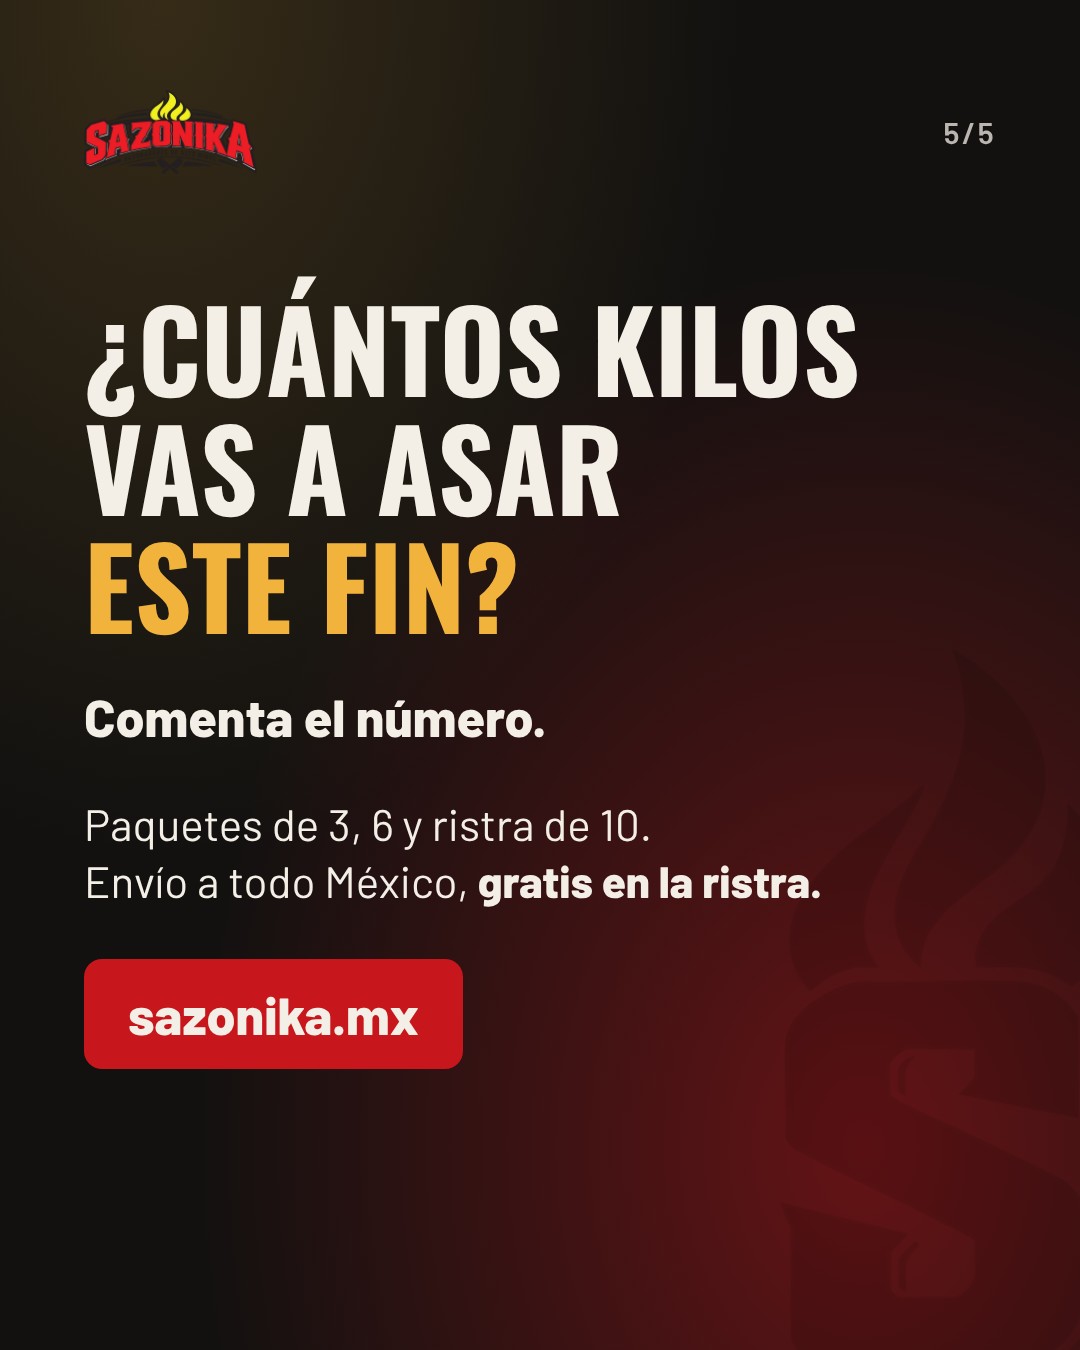 SAZONIKA
5/5
¿CUÁNTOS KILOS
VAS A ASAR
ESTE FIN?
Comenta el número.
Paquetes de 3, 6 y ristra de 10.
Envío a todo México, gratis en la ristra.
sazonika.mx
S